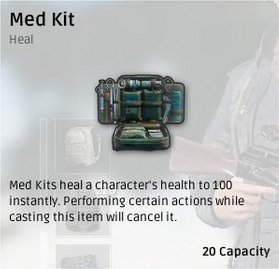 Med Kit
Heal
Med Kits heal a character's health to 100
instantly. Performing certain actions while
casting this item will cancel it.
20 Capacity